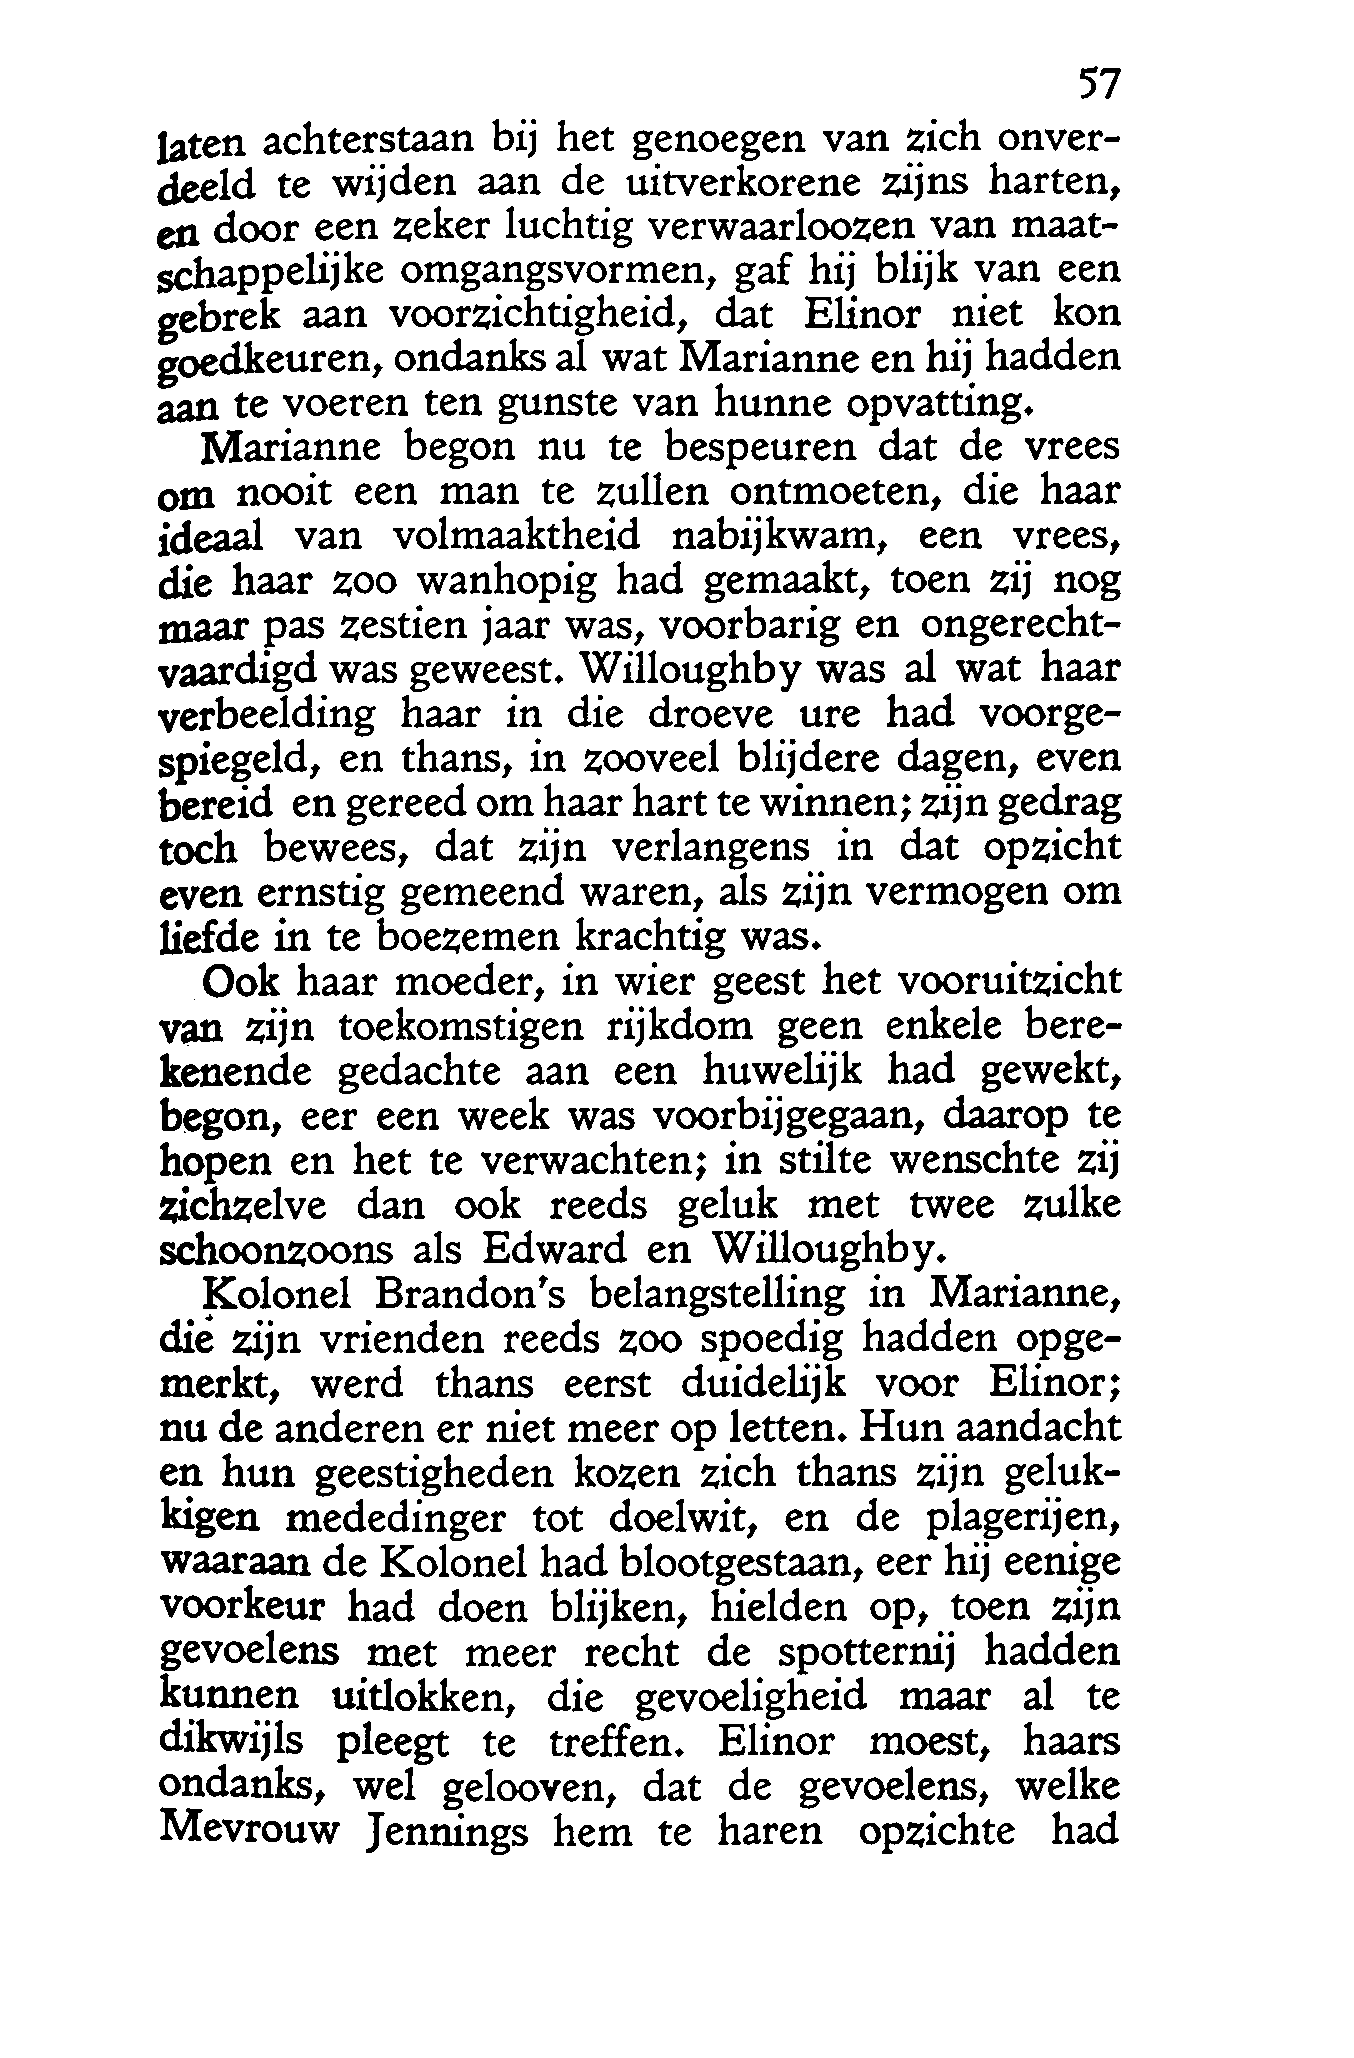 57
laten achterstaan bij het genoegen van zich onver-
deeld te wijden aan de uitverkorene zijns harten,
en door een zeker luchtig verwaarloozen van maat-
schappelijke omgangsvormen, gaf hij blijk van een
gebrek aan voorzichtigheid, dat Elinor niet kon
goedkeuren, ondanks al wat Marianne en hij hadden
aan te voeren ten gunste van hunne opvatting.
Marianne begon nu te bespeuren dat de vrees
om nooit een man te zullen ontmoeten, die haar
ideaal van volmaaktheid nabijkwam, een vrees,
die haar zoo wanhopig had gemaakt, toen zij nog
maar pas zestien jaar was, voorbarig en ongerecht-
vaardigd was geweest. Willoughby was al wat haar
verbeelding haar in die droeve ure had voorge-
spiegeld, en thans, in zooveel blijdere dagen, even
bereid en gereed om haar hart te winnen; zijn gedrag
toch bewees, dat zijn verlangens in dat opzicht
even ernstig gemeend waren, als zijn vermogen om
liefde in te boezemen krachtig was.
Ook haar moeder, in wier geest het vooruitzicht
van zijn toekomstigen rijkdom geen enkele bere-
kenende gedachte aan een huwelijk had gewekt,
begon, eer een week was voorbijgegaan, daarop te
hopen en het te verwachten; in stilte wenschte zij
zichzelve dan ook reeds geluk met twee zulke
schoonzoons als Edward en Willoughby.
Kolonel Brandon's belangstelling in Marianne,
die zijn vrienden reeds zoo spoedig hadden opge-
merkt, werd thans eerst duidelijk voor Elinor;
nu de anderen er niet meer op letten. Hun aandacht
en hun geestigheden kozen zich thans zijn geluk-
kigen mededinger tot doelwit, en de plagerijen,
waaraan de Kolonel had blootgestaan, eer hij eenige
voorkeur had doen blijken, hielden op, toen zijn
gevoelens met meer recht de spotternij hadden
kunnen uitlokken, die gevoeligheid maar al te
dikwijls pleegt te treffen. Elinor moest, haars
ondanks, wel gelooven, dat de gevoelens, welke
Mevrouw Jennings hem te haren opzichte had